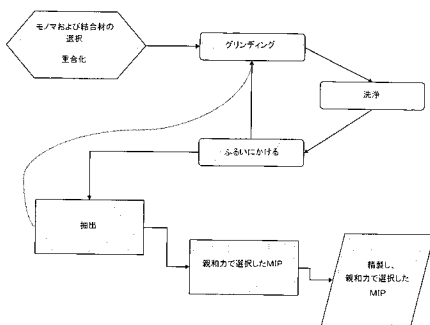 モノマおよび結合材の
選択
重合化
グリンディング
洗浄
ふるいにかける
抽出
親和力で選択したMIP
精製し、
親和力で選択した
MIP